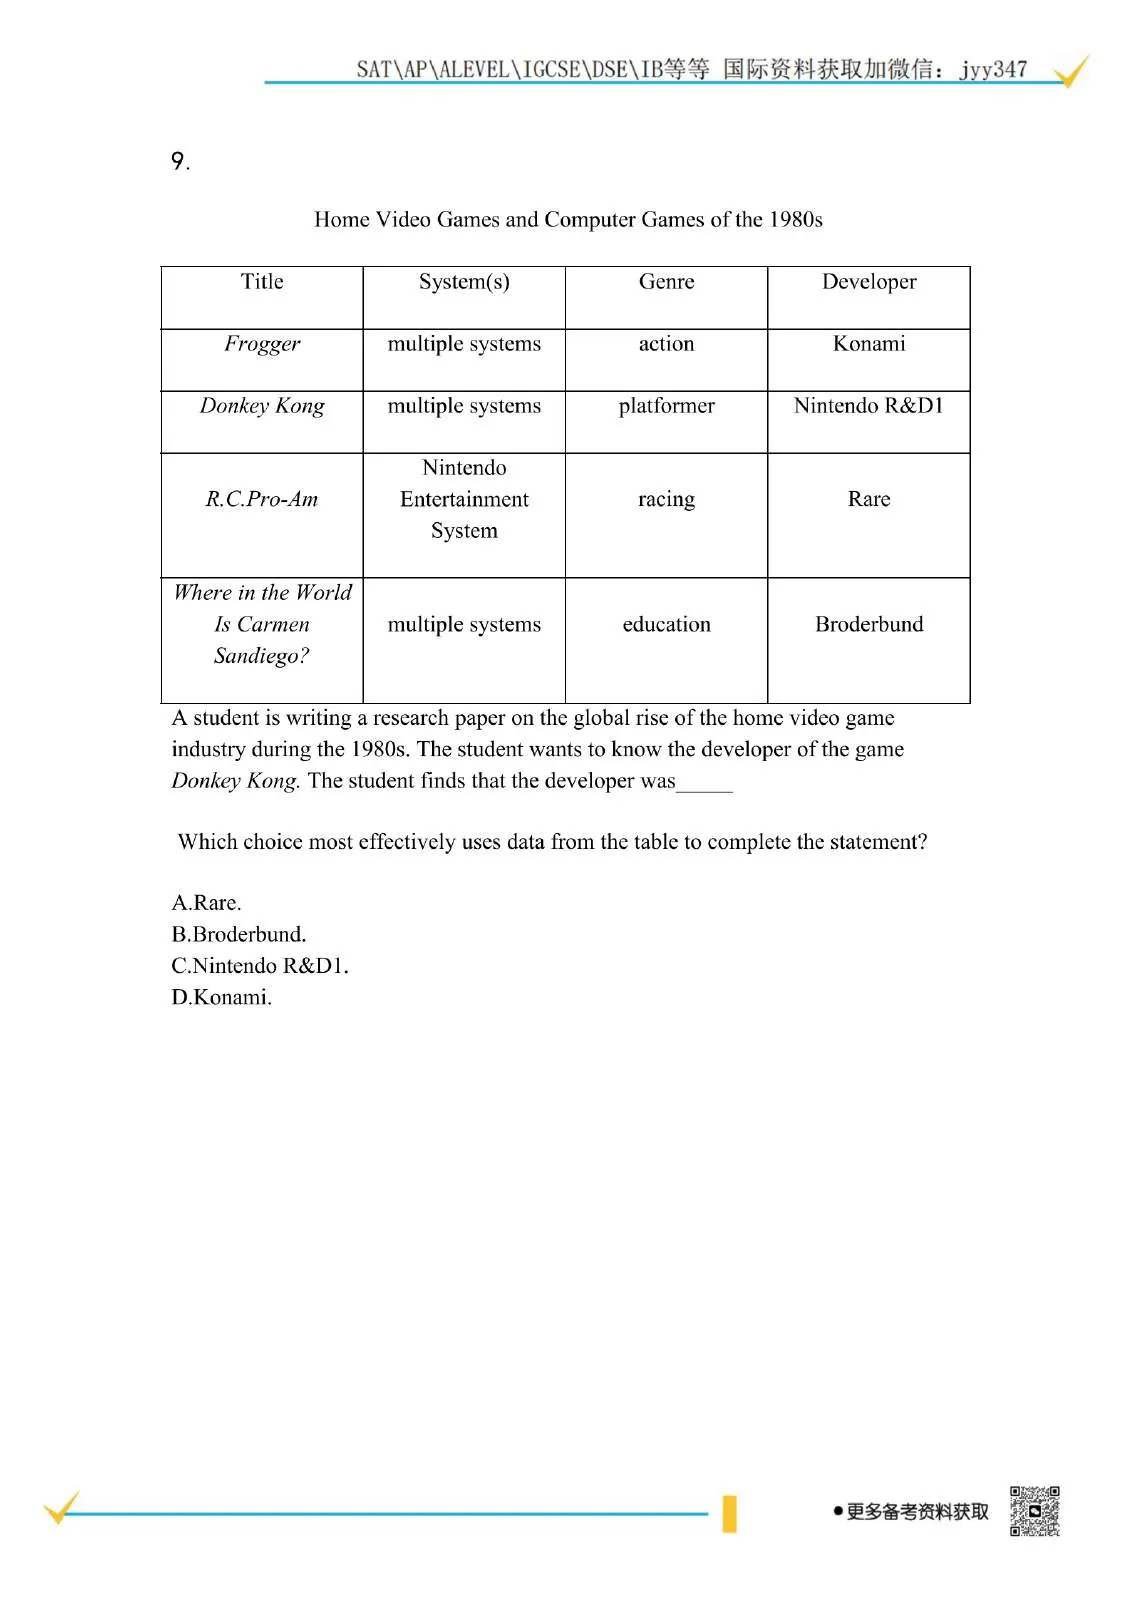 SAT\AP\ALEVEL\IGCSE\DSE\IB等等 国际资料获取加微信：jyy347
9.
Home Video Games and Computer Games of the 1980s
Title System(s) Genre Developer
Frogger multiple systems action Konami
Donkey Kong multiple systems platformer Nintendo R&D1
R.C.Pro-Am Nintendo Entertainment System racing Rare
Where in the World Is Carmen Sandiego? multiple systems education Broderbund
A student is writing a research paper on the global rise of the home video game
industry during the 1980s. The student wants to know the developer of the game
Donkey Kong. The student finds that the developer was_____
Which choice most effectively uses data from the table to complete the statement?
A.Rare.
B.Broderbund.
C.Nintendo R&D1.
D.Konami.
●更多备考资料获取